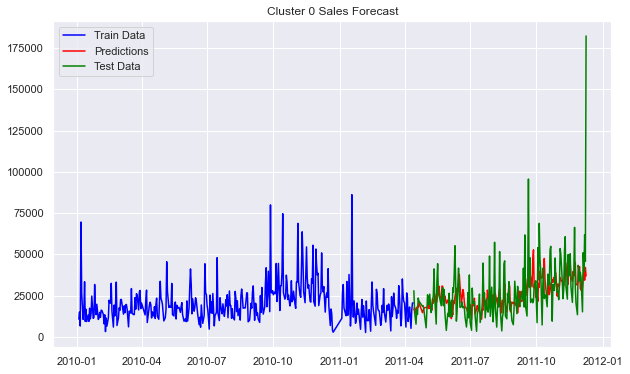 Cluster 0 Sales Forecast
Train Data
Predictions
Test Data
175000
150000
125000
100000
75000
50000
25000
0
2010-01 2010-04 2010-07 2010-10 2011-01 2011-04 2011-07 2011-10 2012-01